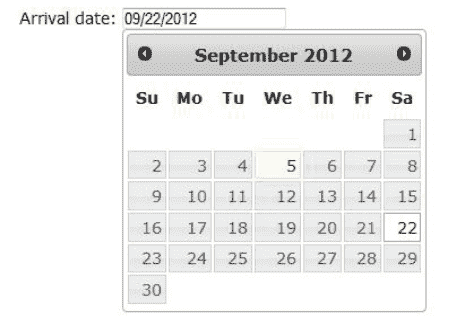 Arrival date: 09/22/2012
September 2012
Su Mo Tu We Th Fr Sa
1
2 3 4 5 6 7 8
9 10 11 12 13 14 15
16 17 18 19 20 21 22
23 24 25 26 27 28 29
30